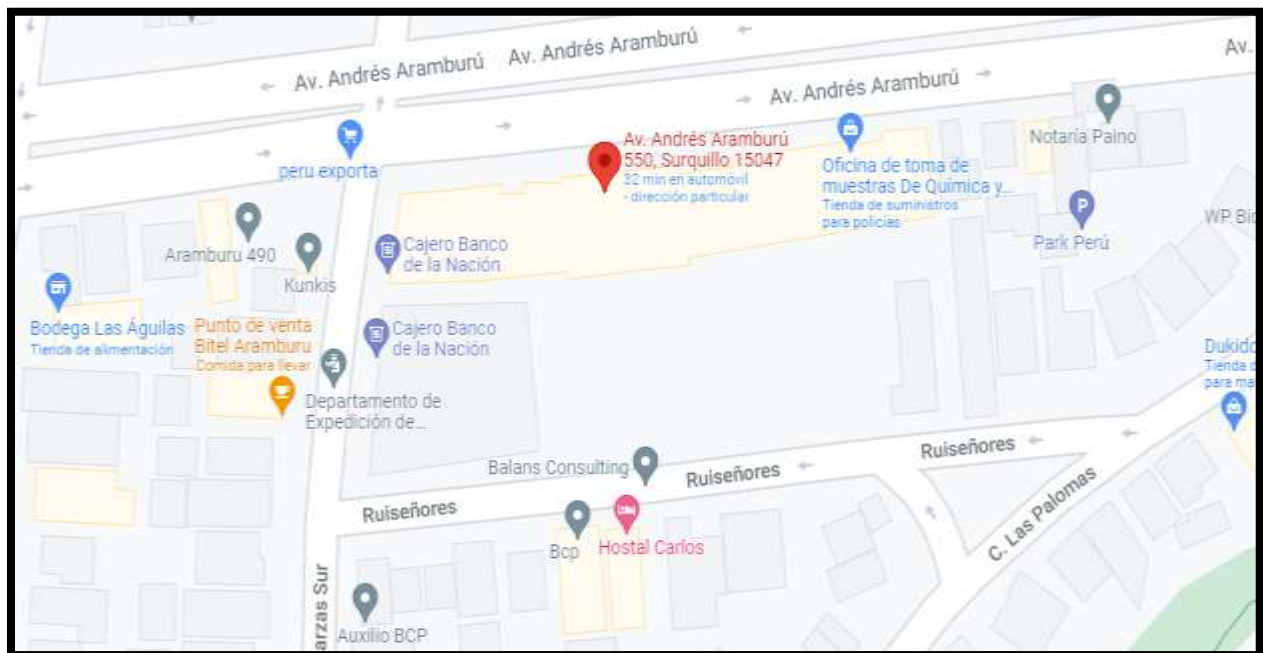 Av. Andrés Aramburú
Av. Andrés Aramburú
Av.
Av. Andrés Aramburú
peru exporta
Av. Andrés Aramburú
550, Surquillo 15047
32 min en automóvil
- dirección particular
Oficina de toma de
muestras De Química y...
Tienda de suministros
para policías
Notaría Paino
Aramburu 490
Kunkis
Cajero Banco
de la Nación
Park Perú
WP Bio
Bodega Las Águilas
Tienda de alimentación
Punto de venta
Bitel Aramburu
Comida para llevar
Cajero Banco
de la Nación
Dukido
Tienda d
para ma
Departamento de
Expedición de...
Balans Consulting
Ruiseñores
Ruiseñores
Ruiseñores
Bcp
Hostal Carlos
C. Las Palomas
arzas Sur
Auxilio BCP